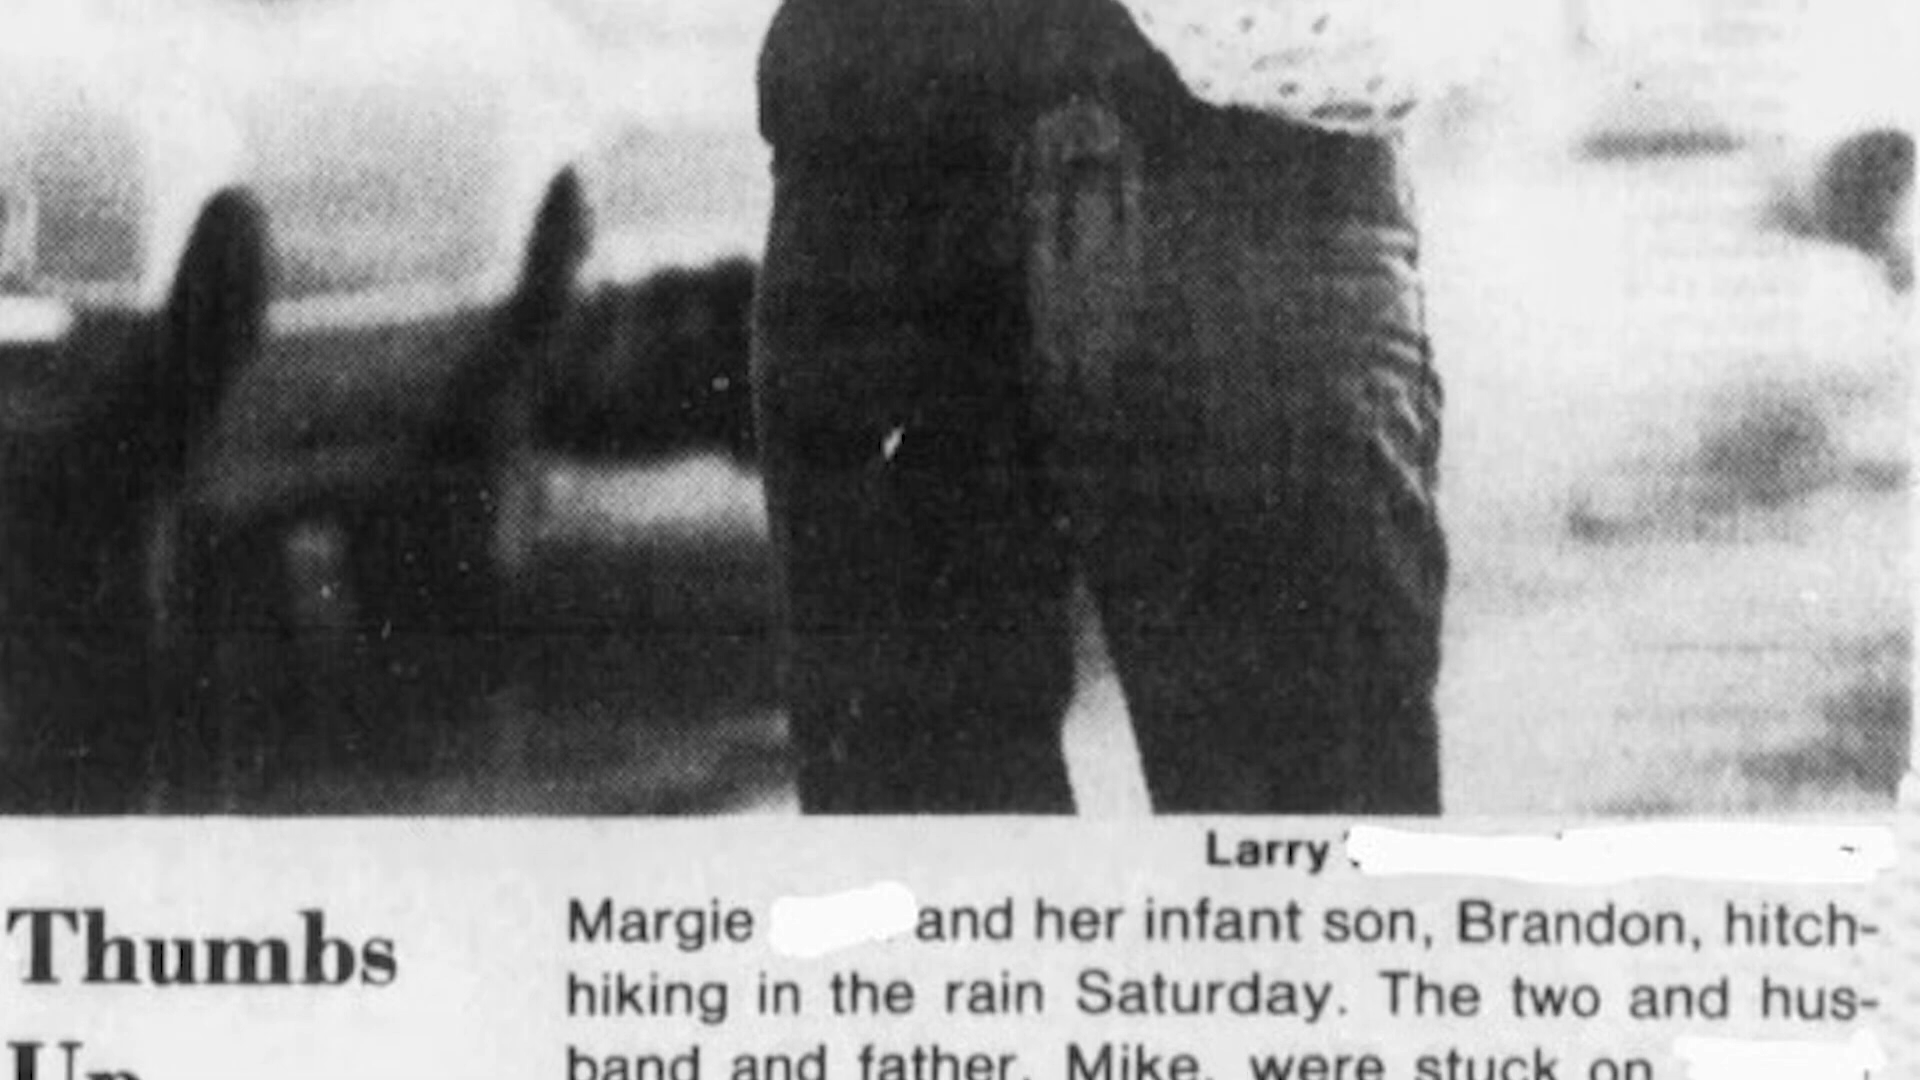 Larry
Thumbs
Up
Margie and her infant son, Brandon, hitch-
hiking in the rain Saturday. The two and hus-
band and father, Mike, were stuck on